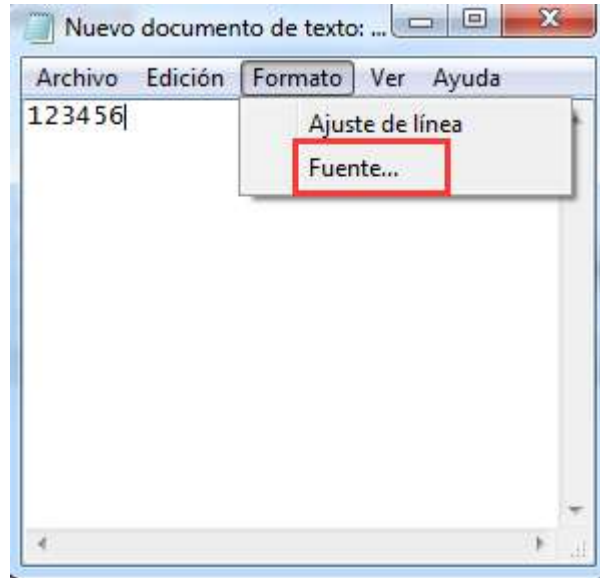 Nuevo documento de texto: ...
Archivo Edición Formato Ver Ayuda
123456
Ajuste de línea
Fuente...